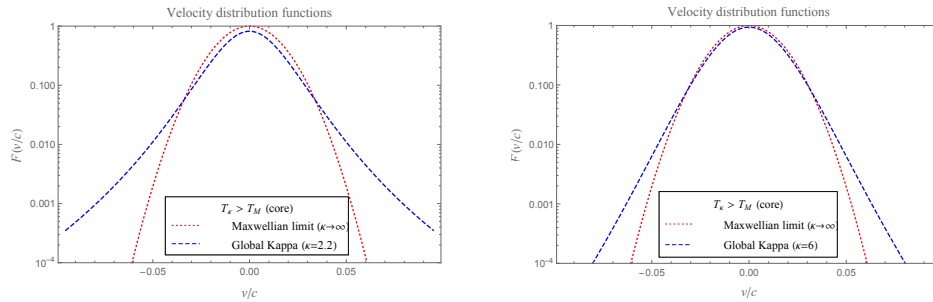 Velocity distribution functions
1
0.100
0.010
0.001
10⁻⁴
F(v/c)
T_κ > T_M (core)
Maxwellian limit (κ→∞)
Global Kappa (κ=2.2)
−0.05
0.00
0.05
v/c
Velocity distribution functions
1
0.100
0.010
0.001
10⁻⁴
F(v/c)
T_κ > T_M (core)
Maxwellian limit (κ→∞)
Global Kappa (κ=6)
−0.05
0.00
0.05
v/c